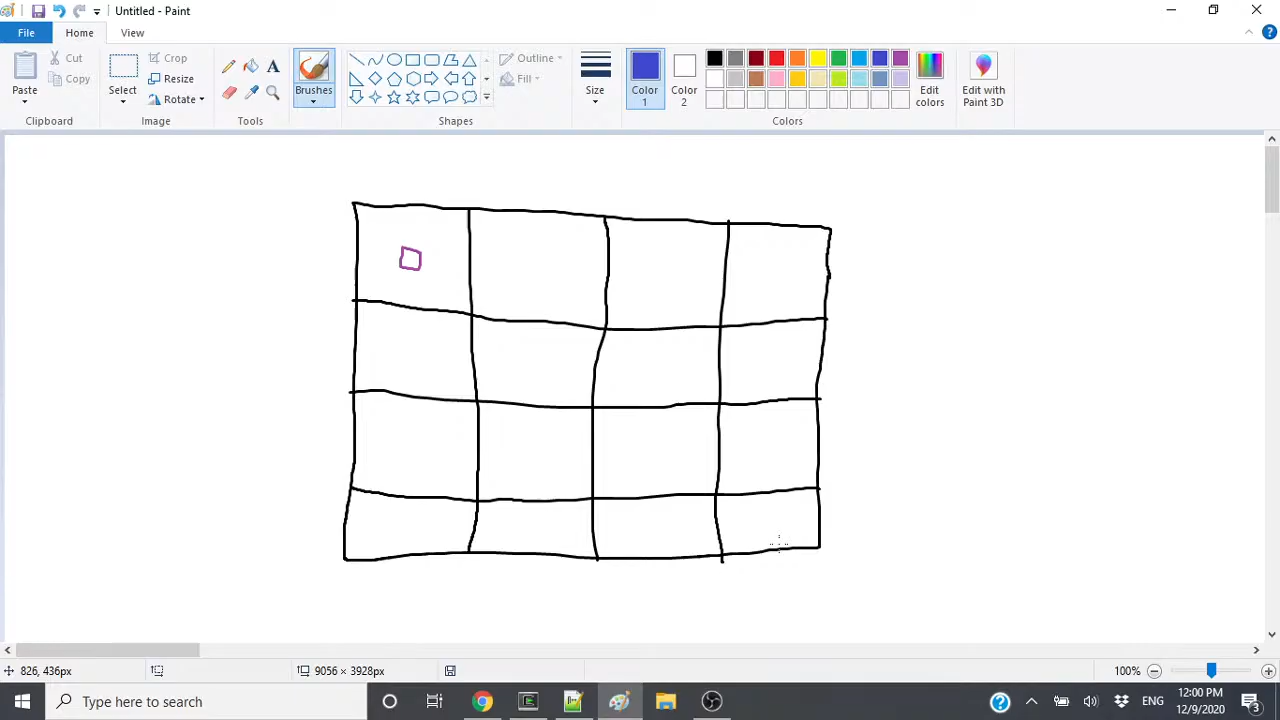 Untitled - Paint
File
Home
View
Paste
Cut
Copy
Clipboard
Select
Crop
Resize
Rotate
Image
A
Tools
Brushes
Outline
Fill
Shapes
Size
Color
1
Color
2
Colors
Edit
colors
Edit with
Paint 3D
826, 436px
9056 × 3928px
100%
Type here to search
ENG
12:00 PM
12/9/2020
3